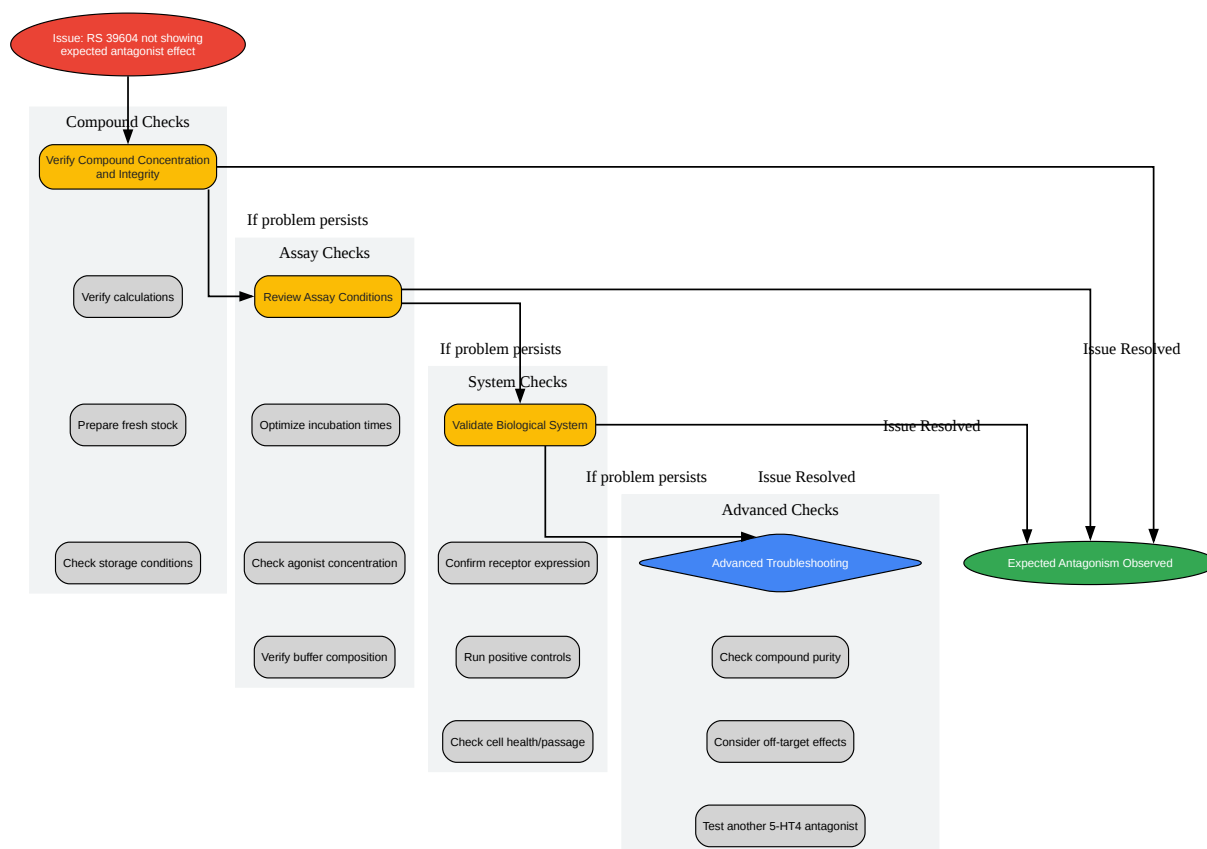 Issue: RS 39604 not showing
expected antagonist effect
Compound Checks
Verify Compound Concentration
and Integrity
If problem persists
Assay Checks
Verify calculations
Review Assay Conditions
If problem persists
Issue Resolved
System Checks
Prepare fresh stock
Optimize incubation times
Validate Biological System
Issue Resolved
If problem persists
Issue Resolved
Advanced Checks
Check storage conditions
Check agonist concentration
Confirm receptor expression
Advanced Troubleshooting
Expected Antagonism Observed
Verify buffer composition
Run positive controls
Check compound purity
Check cell health/passage
Consider off-target effects
Test another 5-HT4 antagonist